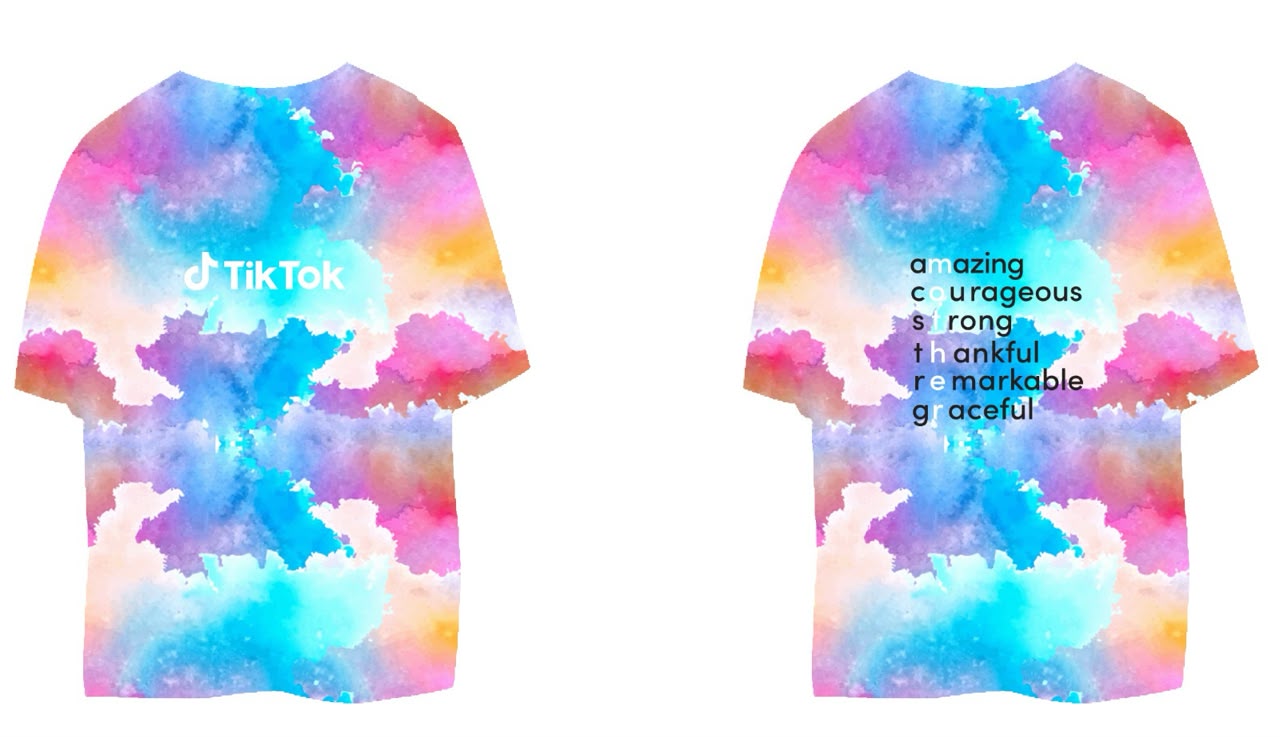 TikTok
amazing
courageous
strong
thankful
remarkable
graceful